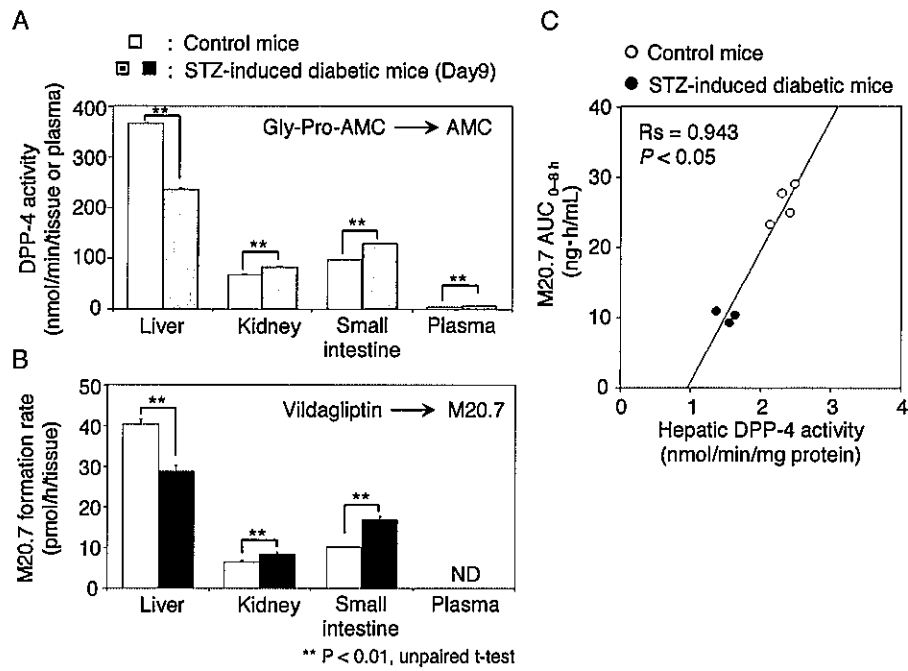 A
: Control mice
: STZ-induced diabetic mice (Day9)
DPP-4 activity
(nmol/min/tissue or plasma)
400
300
200
100
0
Gly-Pro-AMC → AMC
**
**
**
**
Liver
Kidney
Small
intestine
Plasma
B
M20.7 formation rate
(pmol/h/tissue)
50
40
30
20
10
0
Vildagliptin → M20.7
**
**
**
ND
Liver
Kidney
Small
intestine
Plasma
** P < 0.01, unpaired t-test
C
Control mice
STZ-induced diabetic mice
M20.7 AUC0–8 h
(ng·h/mL)
40
30
20
10
0
Rs = 0.943
P < 0.05
0
1
2
3
4
Hepatic DPP-4 activity
(nmol/min/mg protein)